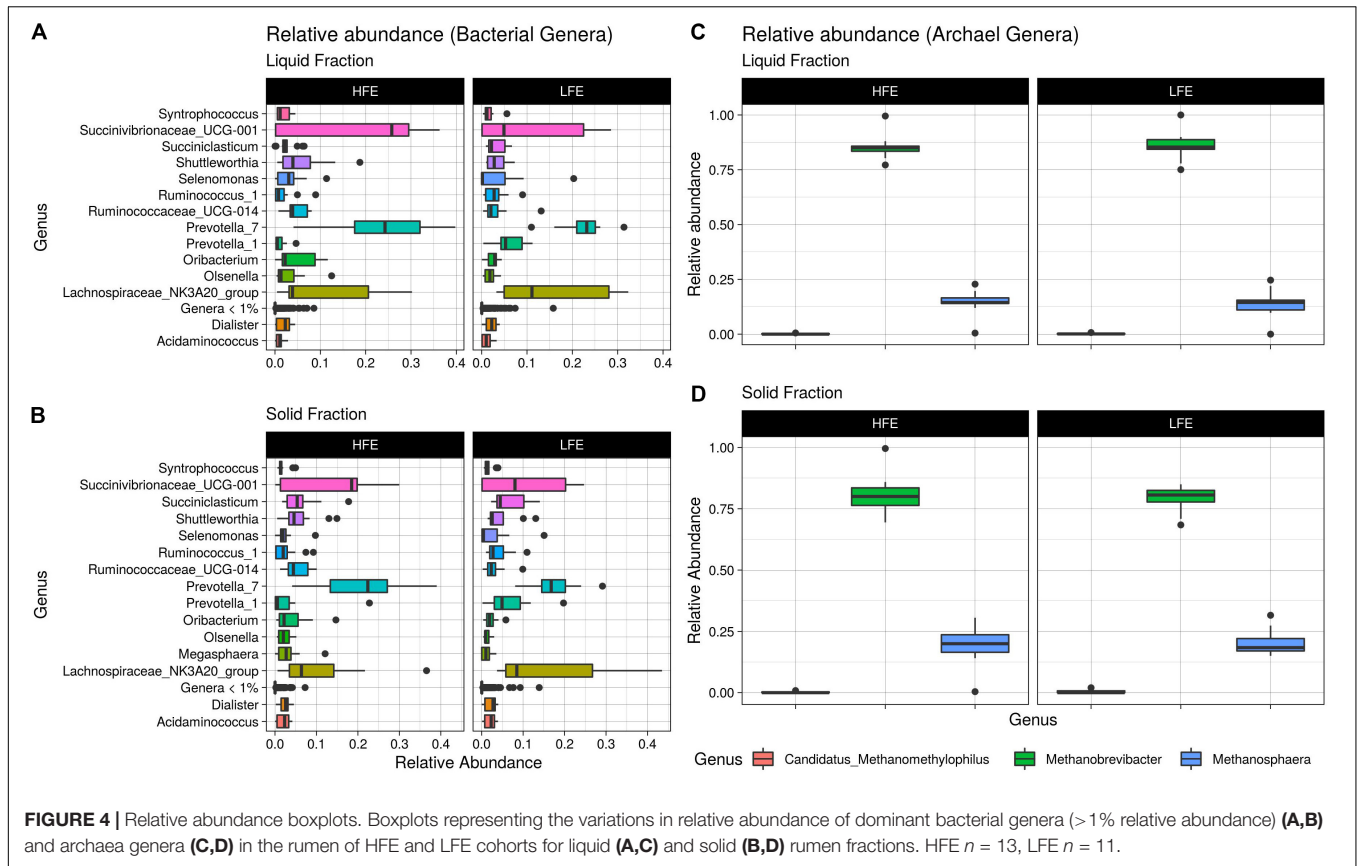 A
Relative abundance (Bacterial Genera)
Liquid Fraction
HFE
LFE
Genus
Syntrophococcus
Succinivibrionaceae_UCG-001
Succiniclasticum
Shuttleworthia
Selenomonas
Ruminococcus_1
Ruminococcaceae_UCG-014
Prevotella_7
Prevotella_1
Oribacterium
Olsenella
Lachnospiraceae_NK3A20_group
Genera < 1%
Dialister
Acidaminococcus
0.0 0.1 0.2 0.3 0.4
0.0 0.1 0.2 0.3 0.4
B
Solid Fraction
HFE
LFE
Genus
Syntrophococcus
Succinivibrionaceae_UCG-001
Succiniclasticum
Shuttleworthia
Selenomonas
Ruminococcus_1
Ruminococcaceae_UCG-014
Prevotella_7
Prevotella_1
Oribacterium
Olsenella
Megasphaera
Lachnospiraceae_NK3A20_group
Genera < 1%
Dialister
Acidaminococcus
0.0 0.1 0.2 0.3 0.4
0.0 0.1 0.2 0.3 0.4
Relative Abundance
C
Relative abundance (Archael Genera)
Liquid Fraction
HFE
LFE
Relative abundance
1.00
0.75
0.50
0.25
0.00
D
Solid Fraction
HFE
LFE
Relative Abundance
1.00
0.75
0.50
0.25
0.00
Genus
Genus Candidatus_Methanomethylophilus Methanobrevibacter Methanosphaera
FIGURE 4 | Relative abundance boxplots. Boxplots representing the variations in relative abundance of dominant bacterial genera (>1% relative abundance) (A,B)
and archaea genera (C,D) in the rumen of HFE and LFE cohorts for liquid (A,C) and solid (B,D) rumen fractions. HFE n = 13, LFE n = 11.